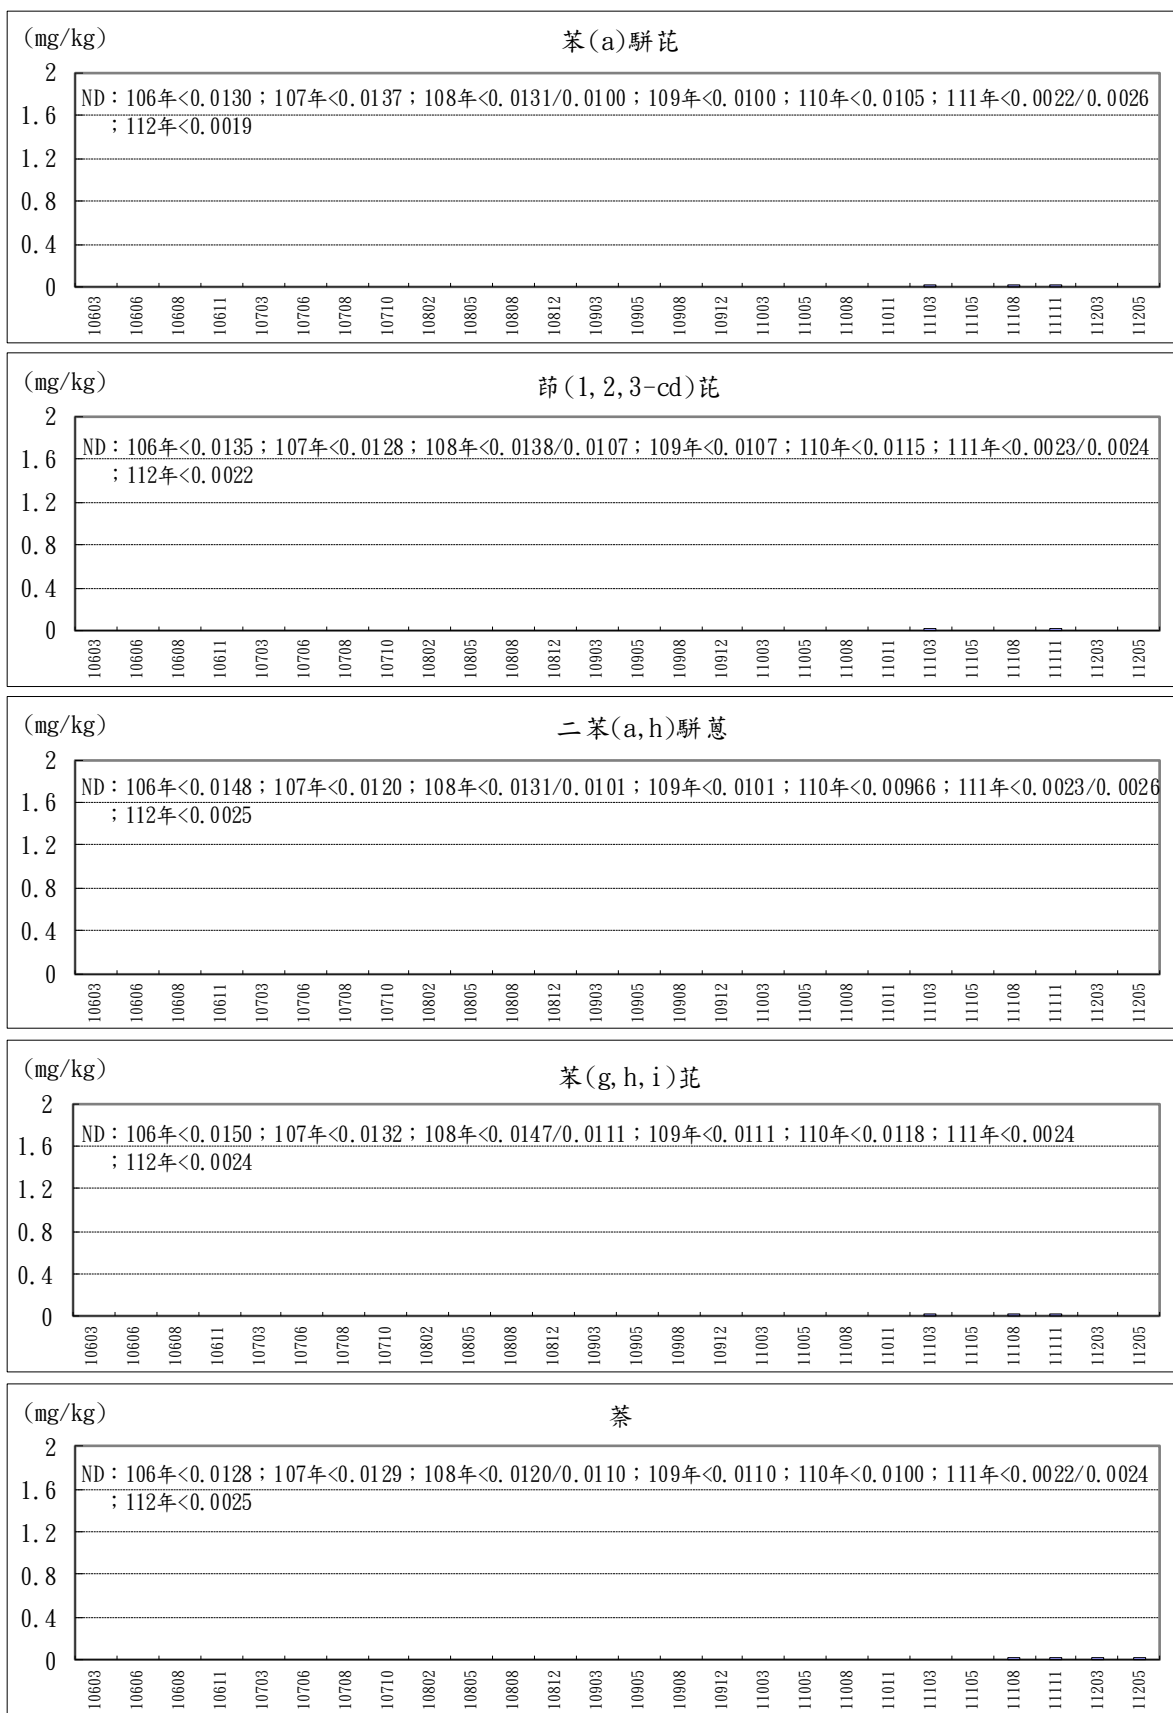 (mg/kg)
苯(a)駢芘
2
ND：106年<0.0130；107年<0.0137；108年<0.0131/0.0100；109年<0.0100；110年<0.0105；111年<0.0022/0.0026
1.6
；112年<0.0019
1.2
0.8
0.4
0
10603 10606 10608 10611 10703 10706 10708 10710 10802 10805 10808 10812 10903 10905 10908 10912 11003 11005 11008 11011 11103 11105 11108 11111 11203 11205
(mg/kg)
茚(1,2,3-cd)芘
2
ND：106年<0.0135；107年<0.0128；108年<0.0138/0.0107；109年<0.0107；110年<0.0115；111年<0.0023/0.0024
1.6
；112年<0.0022
1.2
0.8
0.4
0
10603 10606 10608 10611 10703 10706 10708 10710 10802 10805 10808 10812 10903 10905 10908 10912 11003 11005 11008 11011 11103 11105 11108 11111 11203 11205
(mg/kg)
二苯(a,h)駢蒽
2
ND：106年<0.0148；107年<0.0120；108年<0.0131/0.0101；109年<0.0101；110年<0.00966；111年<0.0023/0.0026
1.6
；112年<0.0025
1.2
0.8
0.4
0
10603 10606 10608 10611 10703 10706 10708 10710 10802 10805 10808 10812 10903 10905 10908 10912 11003 11005 11008 11011 11103 11105 11108 11111 11203 11205
(mg/kg)
苯(g,h,i)芘
2
ND：106年<0.0150；107年<0.0132；108年<0.0147/0.0111；109年<0.0111；110年<0.0118；111年<0.0024
1.6
；112年<0.0024
1.2
0.8
0.4
0
10603 10606 10608 10611 10703 10706 10708 10710 10802 10805 10808 10812 10903 10905 10908 10912 11003 11005 11008 11011 11103 11105 11108 11111 11203 11205
(mg/kg)
萘
2
ND：106年<0.0128；107年<0.0129；108年<0.0120/0.0110；109年<0.0110；110年<0.0100；111年<0.0022/0.0024
1.6
；112年<0.0025
1.2
0.8
0.4
0
10603 10606 10608 10611 10703 10706 10708 10710 10802 10805 10808 10812 10903 10905 10908 10912 11003 11005 11008 11011 11103 11105 11108 11111 11203 11205